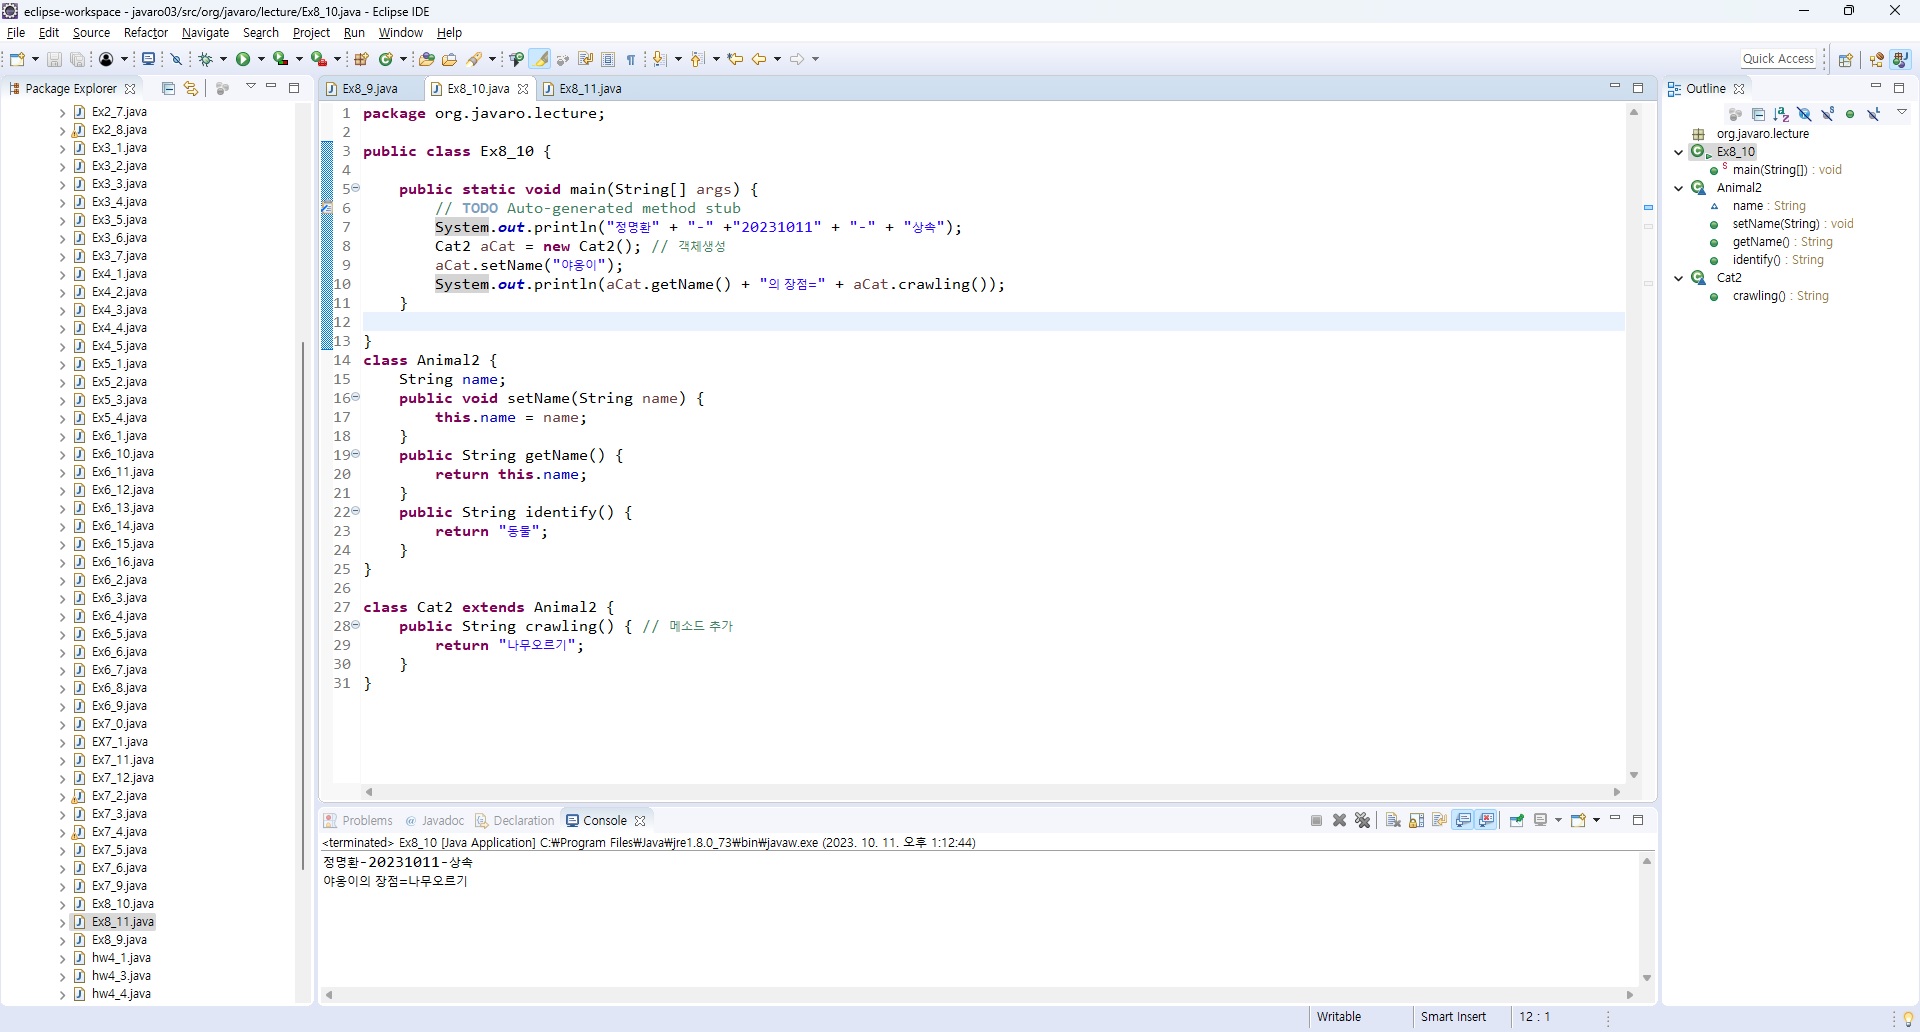 eclipse-workspace - javaro03/src/org/javaro/lecture/Ex8_10.java - Eclipse IDE
File Edit Source Refactor Navigate Search Project Run Window Help
Quick Access
Package Explorer
Ex2_7.java
Ex2_8.java
Ex3_1.java
Ex3_2.java
Ex3_3.java
Ex3_4.java
Ex3_5.java
Ex3_6.java
Ex3_7.java
Ex4_1.java
Ex4_2.java
Ex4_3.java
Ex4_4.java
Ex4_5.java
Ex5_1.java
Ex5_2.java
Ex5_3.java
Ex5_4.java
Ex6_1.java
Ex6_10.java
Ex6_11.java
Ex6_12.java
Ex6_13.java
Ex6_14.java
Ex6_15.java
Ex6_16.java
Ex6_2.java
Ex6_3.java
Ex6_4.java
Ex6_5.java
Ex6_6.java
Ex6_7.java
Ex6_8.java
Ex6_9.java
Ex7_0.java
EX7_1.java
Ex7_11.java
Ex7_12.java
Ex7_2.java
Ex7_3.java
Ex7_4.java
Ex7_5.java
Ex7_6.java
Ex7_9.java
Ex8_10.java
Ex8_11.java
Ex8_9.java
hw4_1.java
hw4_3.java
hw4_4.java
Ex8_9.java Ex8_10.java Ex8_11.java
1 package org.javaro.lecture;
2
3 public class Ex8_10 {
4
5 public static void main(String[] args) {
6 // TODO Auto-generated method stub
7 System.out.println("정명환" + "-" +"20231011" + "-" + "상속");
8 Cat2 aCat = new Cat2(); // 객체생성
9 aCat.setName("야옹이");
10 System.out.println(aCat.getName() + "의 장점=" + aCat.crawling());
11 }
12
13 }
14 class Animal2 {
15 String name;
16 public void setName(String name) {
17 this.name = name;
18 }
19 public String getName() {
20 return this.name;
21 }
22 public String identify() {
23 return "동물";
24 }
25 }
26
27 class Cat2 extends Animal2 {
28 public String crawling() { // 메소드 추가
29 return "나무오르기";
30 }
31 }
Problems @ Javadoc Declaration Console
<terminated> Ex8_10 [Java Application] C:₩Program Files₩Java₩jre1.8.0_73₩bin₩javaw.exe (2023. 10. 11. 오후 1:12:44)
정명환-20231011-상속
야옹이의 장점=나무오르기
Outline
org.javaro.lecture
Ex8_10
main(String[]) : void
Animal2
name : String
setName(String) : void
getName() : String
identify() : String
Cat2
crawling() : String
Writable Smart Insert 12 : 1